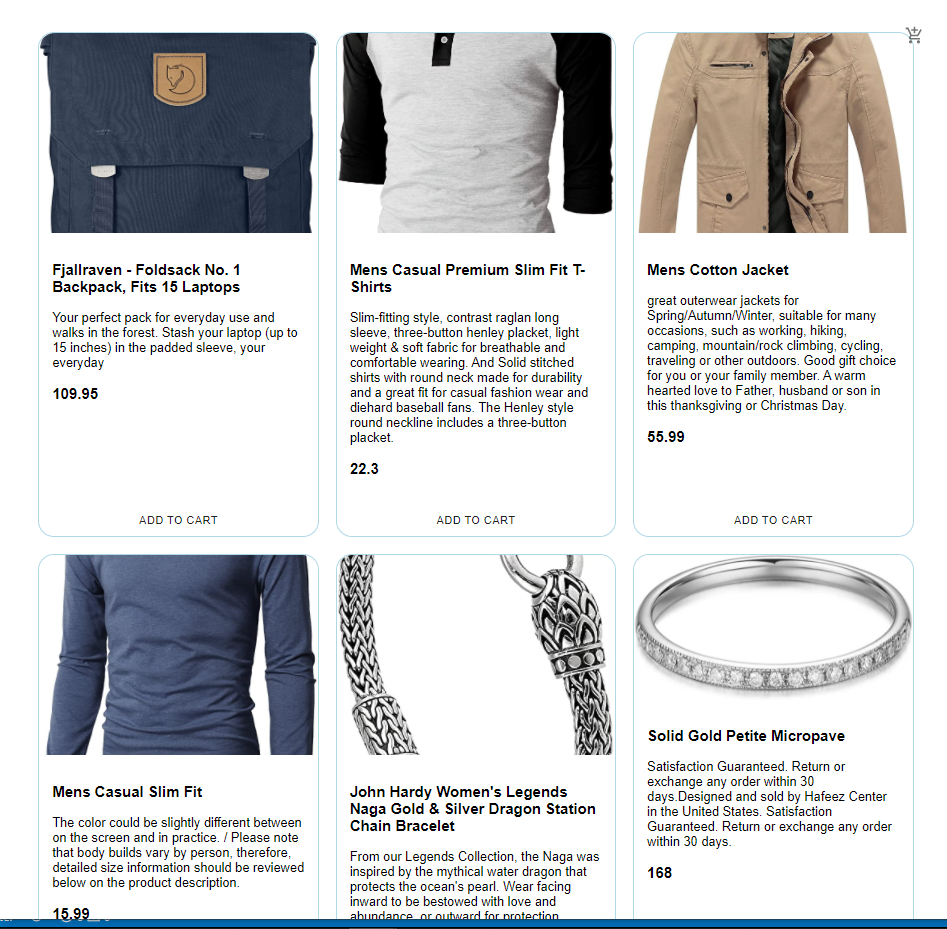 Fjallraven - Foldsack No. 1
Backpack, Fits 15 Laptops
Your perfect pack for everyday use and
walks in the forest. Stash your laptop (up to
15 inches) in the padded sleeve, your
everyday
109.95
ADD TO CART
Mens Casual Premium Slim Fit T-
Shirts
Slim-fitting style, contrast raglan long
sleeve, three-button henley placket, light
weight & soft fabric for breathable and
comfortable wearing. And Solid stitched
shirts with round neck made for durability
and a great fit for casual fashion wear and
diehard baseball fans. The Henley style
round neckline includes a three-button
placket.
22.3
ADD TO CART
Mens Cotton Jacket
great outerwear jackets for
Spring/Autumn/Winter, suitable for many
occasions, such as working, hiking,
camping, mountain/rock climbing, cycling,
traveling or other outdoors. Good gift choice
for you or your family member. A warm
hearted love to Father, husband or son in
this thanksgiving or Christmas Day.
55.99
ADD TO CART
Mens Casual Slim Fit
The color could be slightly different between
on the screen and in practice. / Please note
that body builds vary by person, therefore,
detailed size information should be reviewed
below on the product description.
15.99
John Hardy Women's Legends
Naga Gold & Silver Dragon Station
Chain Bracelet
From our Legends Collection, the Naga was
inspired by the mythical water dragon that
protects the ocean's pearl. Wear facing
inward to be bestowed with love and
abundance, or outward for protection
Solid Gold Petite Micropave
Satisfaction Guaranteed. Return or
exchange any order within 30
days.Designed and sold by Hafeez Center
in the United States. Satisfaction
Guaranteed. Return or exchange any order
within 30 days.
168